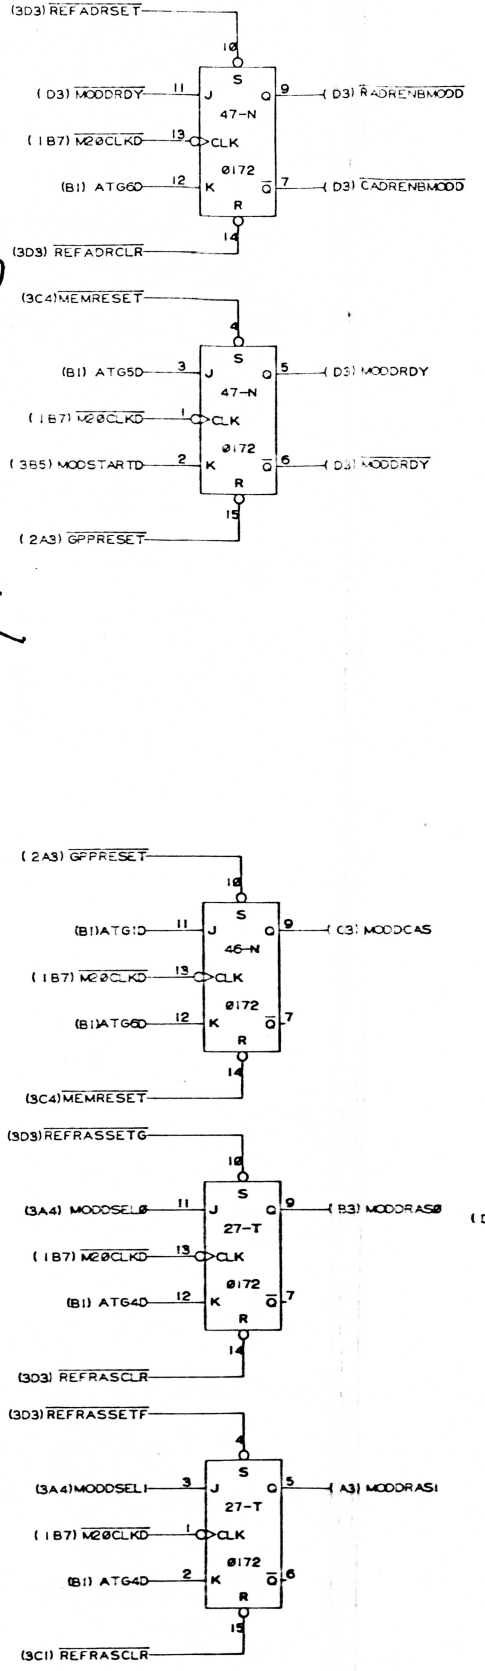 (3D3) REFADRSET
10
S
(D3) MODDRDY 11 J Q 9 (D3) RADRENBMODD
47-N
(1B7) M20CLKD 13 CLK
0172
(B1) ATG6D 12 K Q 7 (D3) CADRENBMODD
R
14
(3D3) REFADRCLR
(3C4) MEMRESET
4
S
(B1) ATG5D 3 J Q 5 (D3) MODDRDY
47-N
(1B7) M20CLKD 1 CLK
0172
(3B5) MODSTARTD 2 K Q 6 (D3) MODDRDY
R
15
(2A3) GPPRESET
(2A3) GPPRESET
10
S
(B1) ATG1D 11 J Q 9 (C3) MODDCAS
46-N
(1B7) M20CLKD 13 CLK
0172
(B1) ATG6D 12 K Q 7
R
14
(3C4) MEMRESET
(3D3) REFRASSETG
10
S
(3A4) MODDSEL0 11 J Q 9 (B3) MODDRAS0
27-T
(1B7) M20CLKD 13 CLK
0172
(B1) ATG4D 12 K Q 7
R
14
(3D3) REFRASCLR
(3D3) REFRASSETF
4
S
(3A4) MODDSEL1 3 J Q 5 (A3) MODDRAS1
27-T
(1B7) M20CLKD 1 CLK
0172
(B1) ATG4D 2 K Q 6
R
15
(3C1) REFRASCLR